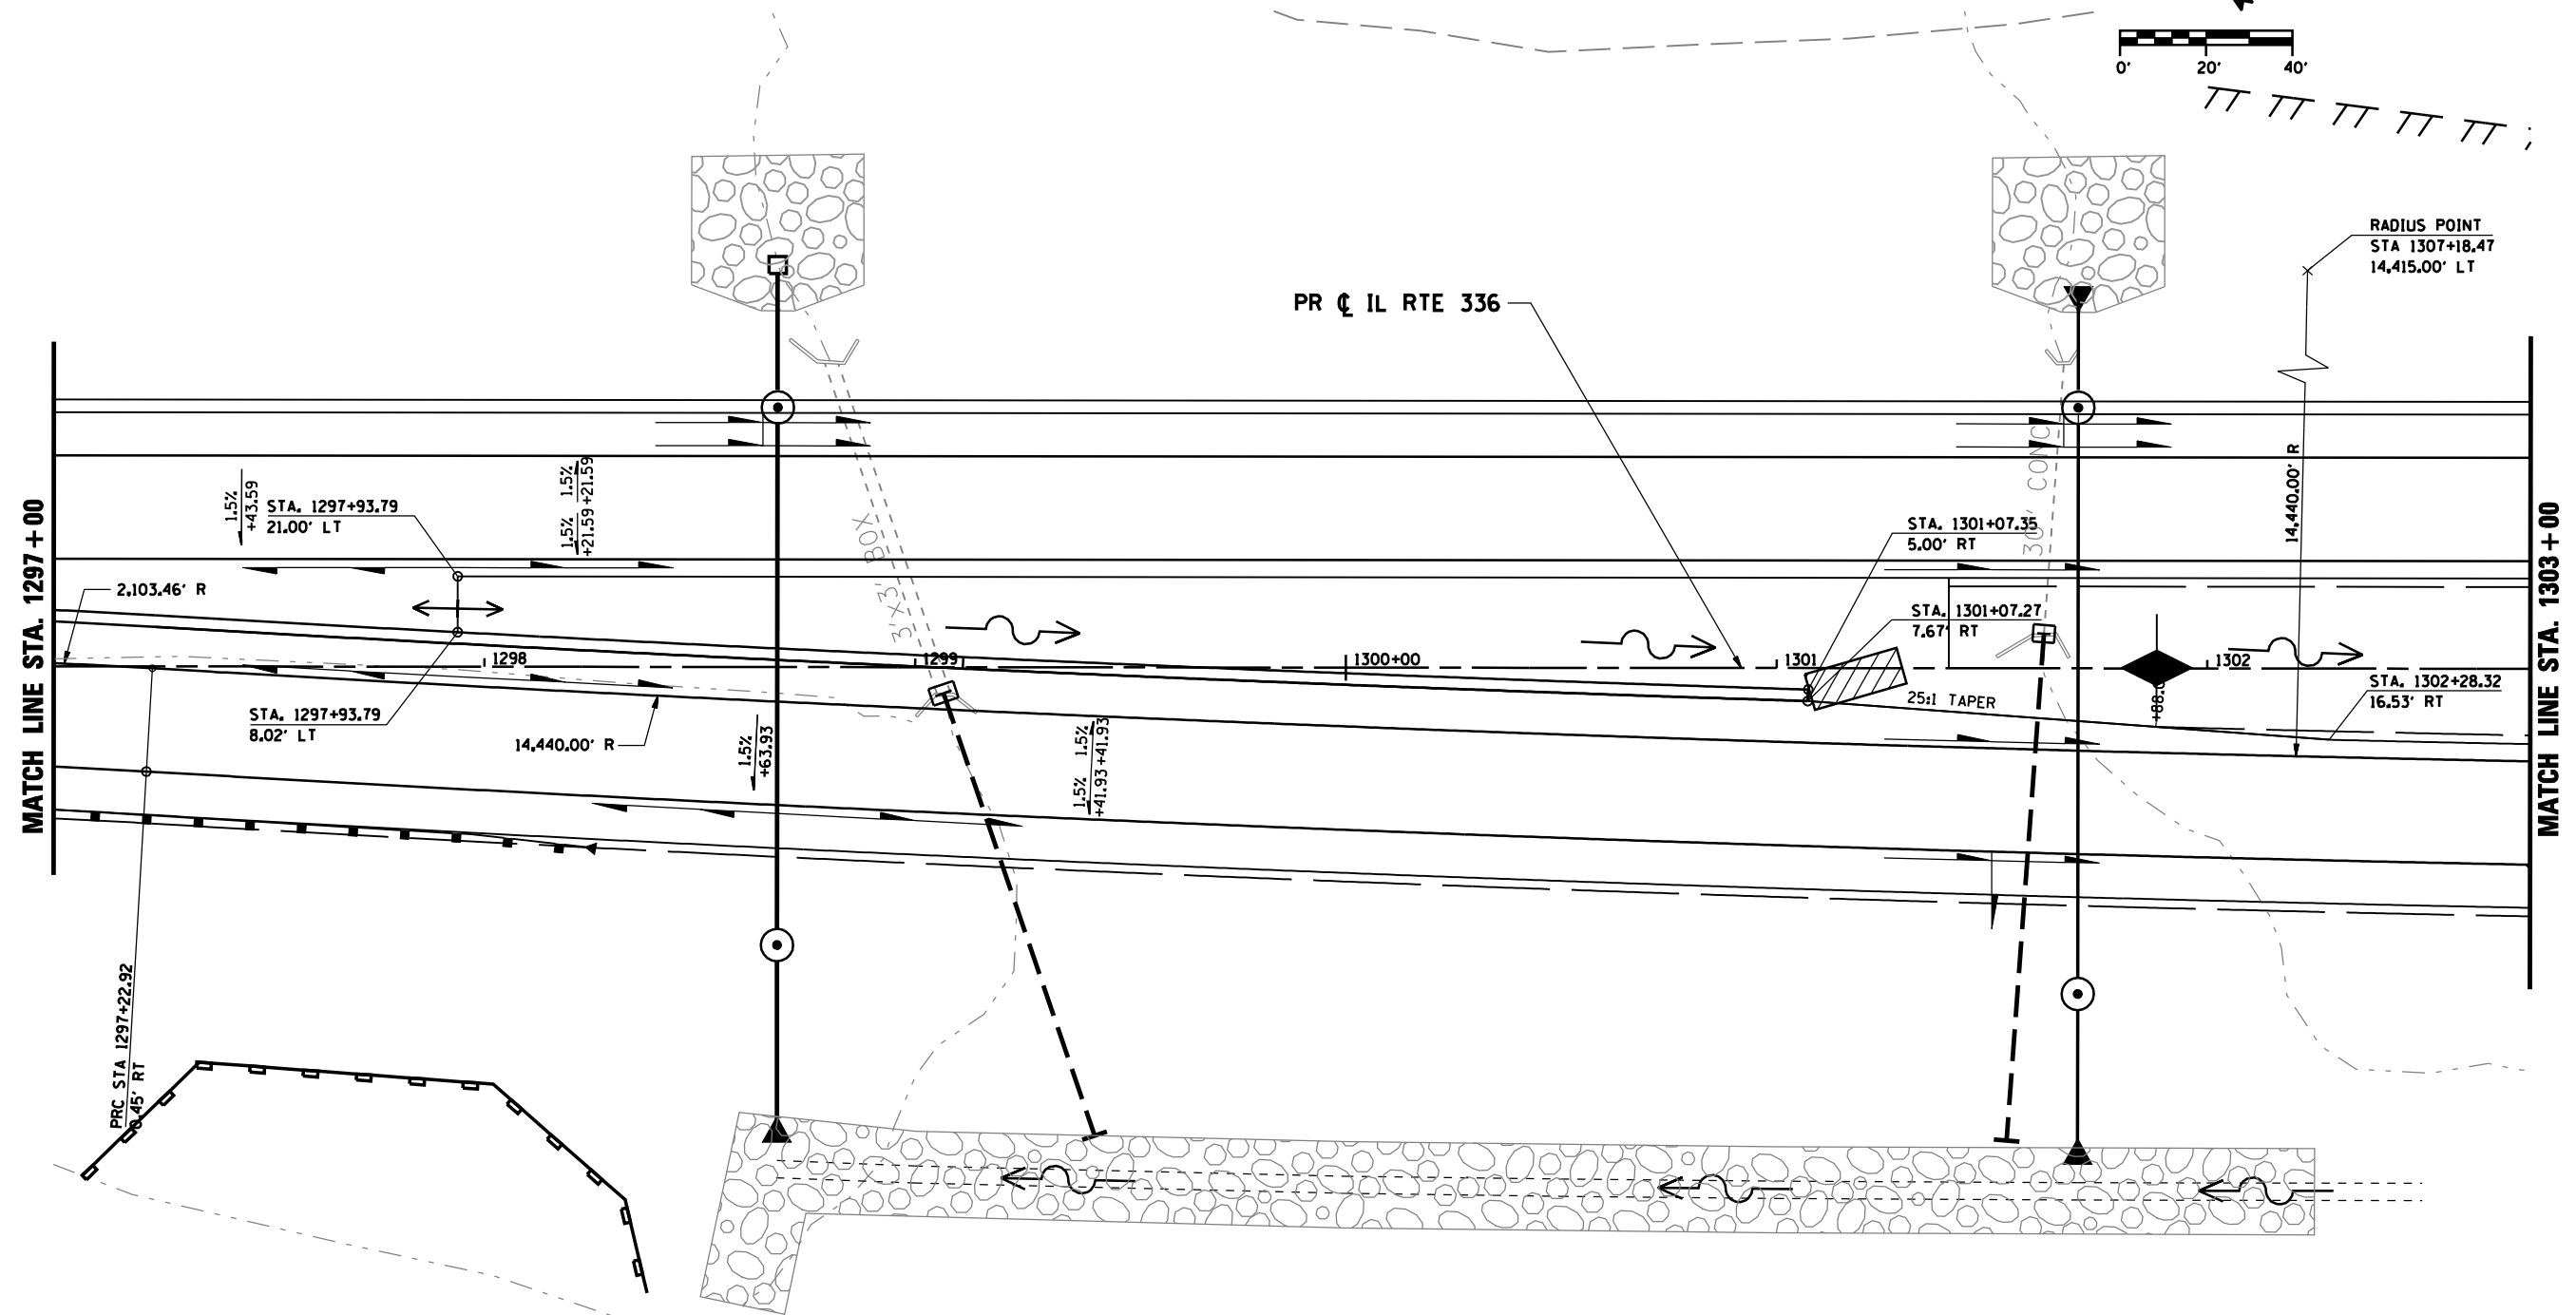 0' 20' 40'
RADIUS POINT
STA 1307+18.47
14,415.00' LT
PR ℄ IL RTE 336
MATCH LINE STA. 1297+00
MATCH LINE STA. 1303+00
1.5%
+43.59
STA. 1297+93.79
21.00' LT
1.5% 1.5%
+21.59 +21.59
3'X3' BOX
30" CONC
14,440.00' R
STA. 1301+07.35
5.00' RT
STA. 1301+07.27
7.67' RT
2,103.46' R
1298
1299
1300+00
1301
1302
STA. 1297+93.79
8.02' LT
14,440.00' R
1.5%
+63.93
1.5% 1.5%
+41.93 +41.93
25:1 TAPER
STA. 1302+28.32
16.53' RT
PRC STA 1297+22.92
0.45' RT